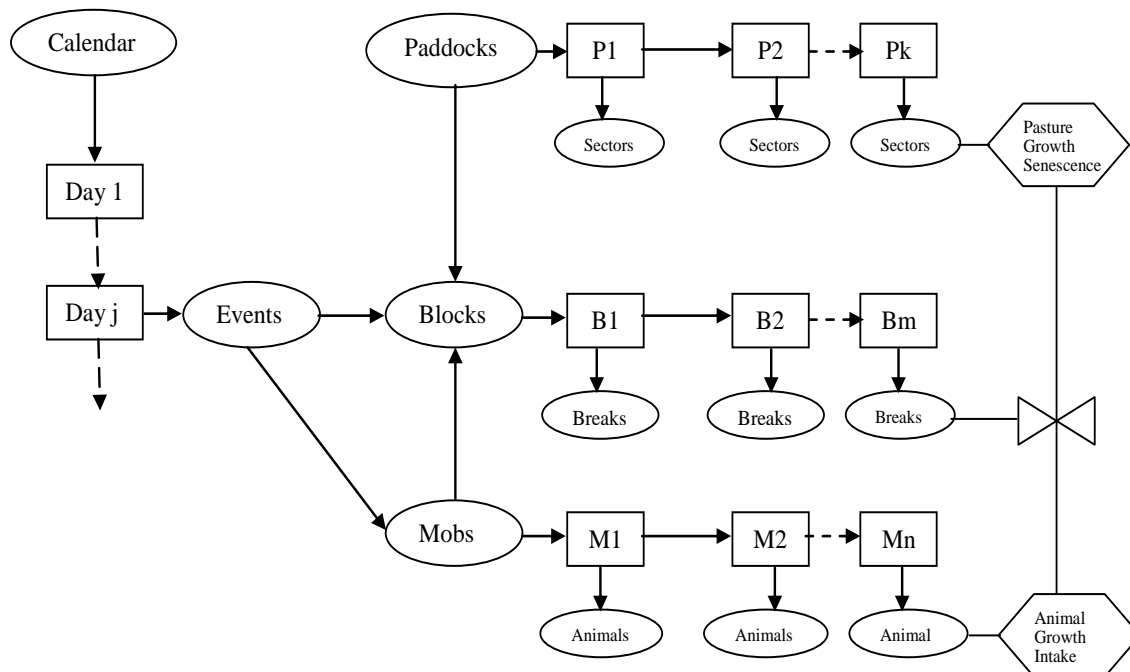 Calendar
Paddocks
P1
P2
Pk
Sectors
Sectors
Sectors
Pasture
Growth
Senescence
Day 1
Day j
Events
Blocks
B1
B2
Bm
Breaks
Breaks
Breaks
Mobs
M1
M2
Mn
Animals
Animals
Animal
Animal
Growth
Intake